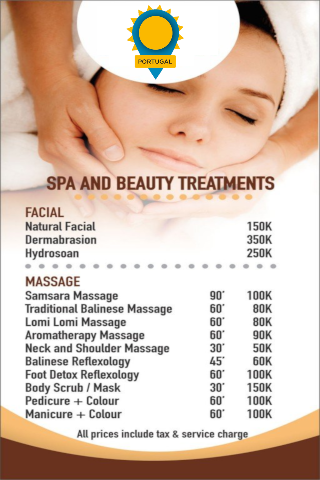 PORTUGAL
SPA AND BEAUTY TREATMENTS
FACIAL
Natural Facial 150K
Dermabrasion 350K
Hydrosoan 250K
MASSAGE
Samsara Massage 90' 100K
Traditional Balinese Massage 60' 80K
Lomi Lomi Massage 60' 80K
Aromatherapy Massage 60' 90K
Neck and Shoulder Massage 30' 50K
Balinese Reflexology 45' 60K
Foot Detox Reflexology 60' 100K
Body Scrub / Mask 30' 150K
Pedicure + Colour 60' 100K
Manicure + Colour 60' 100K
All prices include tax & service charge